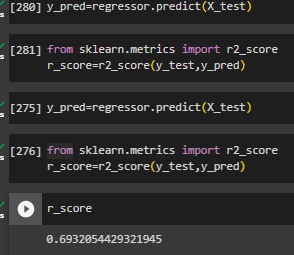 [280] y_pred=regressor.predict(X_test)
[281] from sklearn.metrics import r2_score
r_score=r2_score(y_test,y_pred)
[275] y_pred=regressor.predict(X_test)
[276] from sklearn.metrics import r2_score
r_score=r2_score(y_test,y_pred)
r_score
0.6932054429321945